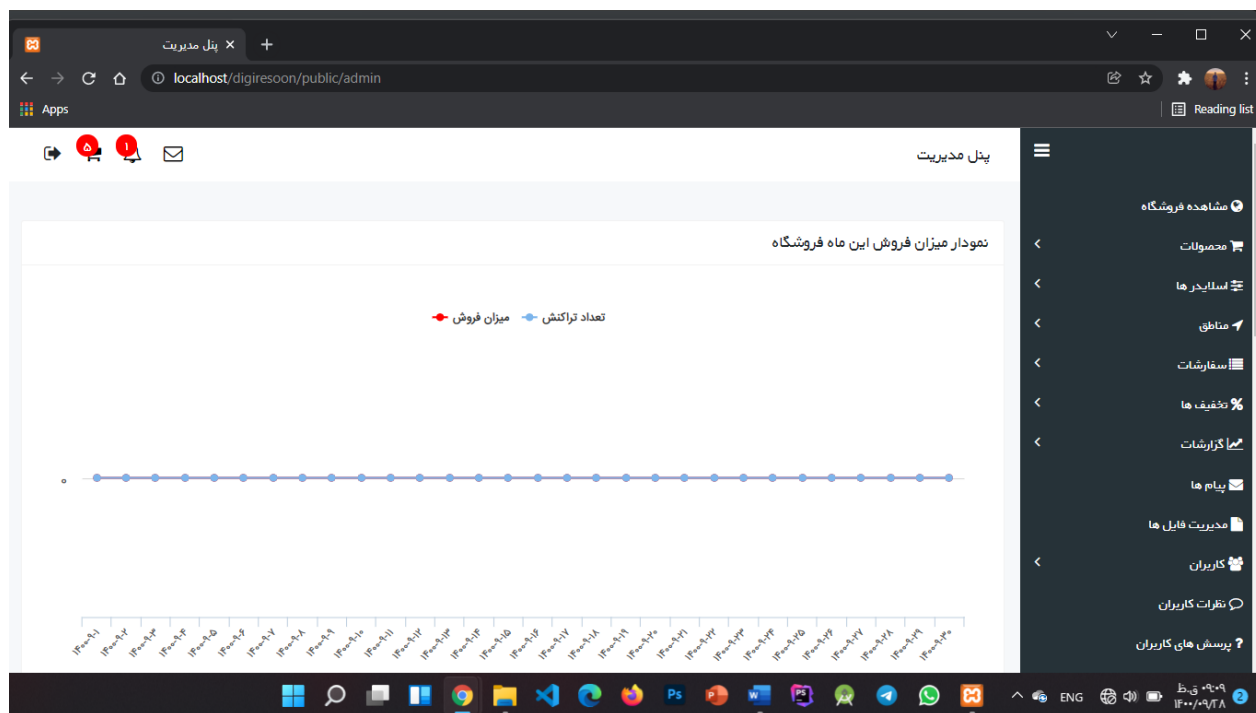 پنل مدیریت
localhost/digiresoon/public/admin
Apps
Reading list
۵
۱
پنل مدیریت
مشاهده فروشگاه
محصولات
اسلایدر ها
مناطق
سفارشات
تخفیف ها
گزارشات
پیام ها
مدیریت فایل ها
کاربران
نظرات کاربران
پرسش های کاربران
نمودار میزان فروش این ماه فروشگاه
تعداد تراکنش
میزان فروش
۰
۱۴۰۰-۹-۱
۱۴۰۰-۹-۲
۱۴۰۰-۹-۳
۱۴۰۰-۹-۴
۱۴۰۰-۹-۵
۱۴۰۰-۹-۶
۱۴۰۰-۹-۷
۱۴۰۰-۹-۸
۱۴۰۰-۹-۹
۱۴۰۰-۹-۱۰
۱۴۰۰-۹-۱۱
۱۴۰۰-۹-۱۲
۱۴۰۰-۹-۱۳
۱۴۰۰-۹-۱۴
۱۴۰۰-۹-۱۵
۱۴۰۰-۹-۱۶
۱۴۰۰-۹-۱۷
۱۴۰۰-۹-۱۸
۱۴۰۰-۹-۱۹
۱۴۰۰-۹-۲۰
۱۴۰۰-۹-۲۱
۱۴۰۰-۹-۲۲
۱۴۰۰-۹-۲۳
۱۴۰۰-۹-۲۴
۱۴۰۰-۹-۲۵
۱۴۰۰-۹-۲۶
۱۴۰۰-۹-۲۷
۱۴۰۰-۹-۲۸
۱۴۰۰-۹-۲۹
۱۴۰۰-۹-۳۰
Ps
ENG
۰۹:۰۹ ق.ظ
۱۴۰۰/۰۹/۲۸
2